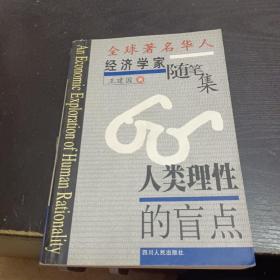 An Economic Exploration of Human Rationality
全球著名华人
经济学家
随笔集
王建国 著
人类理性
的盲点
四川人民出版社